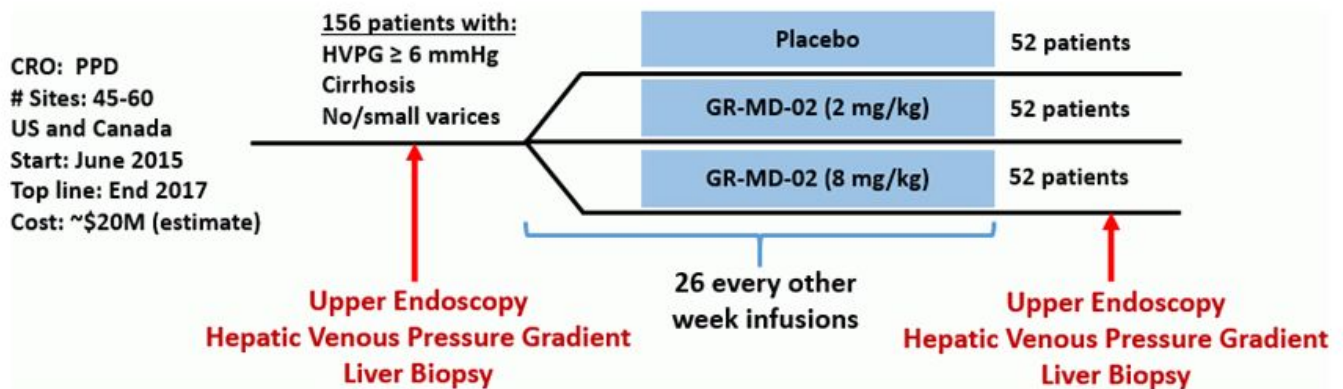 CRO: PPD
# Sites: 45-60
US and Canada
Start: June 2015
Top line: End 2017
Cost: ~$20M (estimate)
156 patients with:
HVPG ≥ 6 mmHg
Cirrhosis
No/small varices
Placebo
52 patients
GR-MD-02 (2 mg/kg)
52 patients
GR-MD-02 (8 mg/kg)
52 patients
26 every other
week infusions
Upper Endoscopy
Hepatic Venous Pressure Gradient
Liver Biopsy
Upper Endoscopy
Hepatic Venous Pressure Gradient
Liver Biopsy